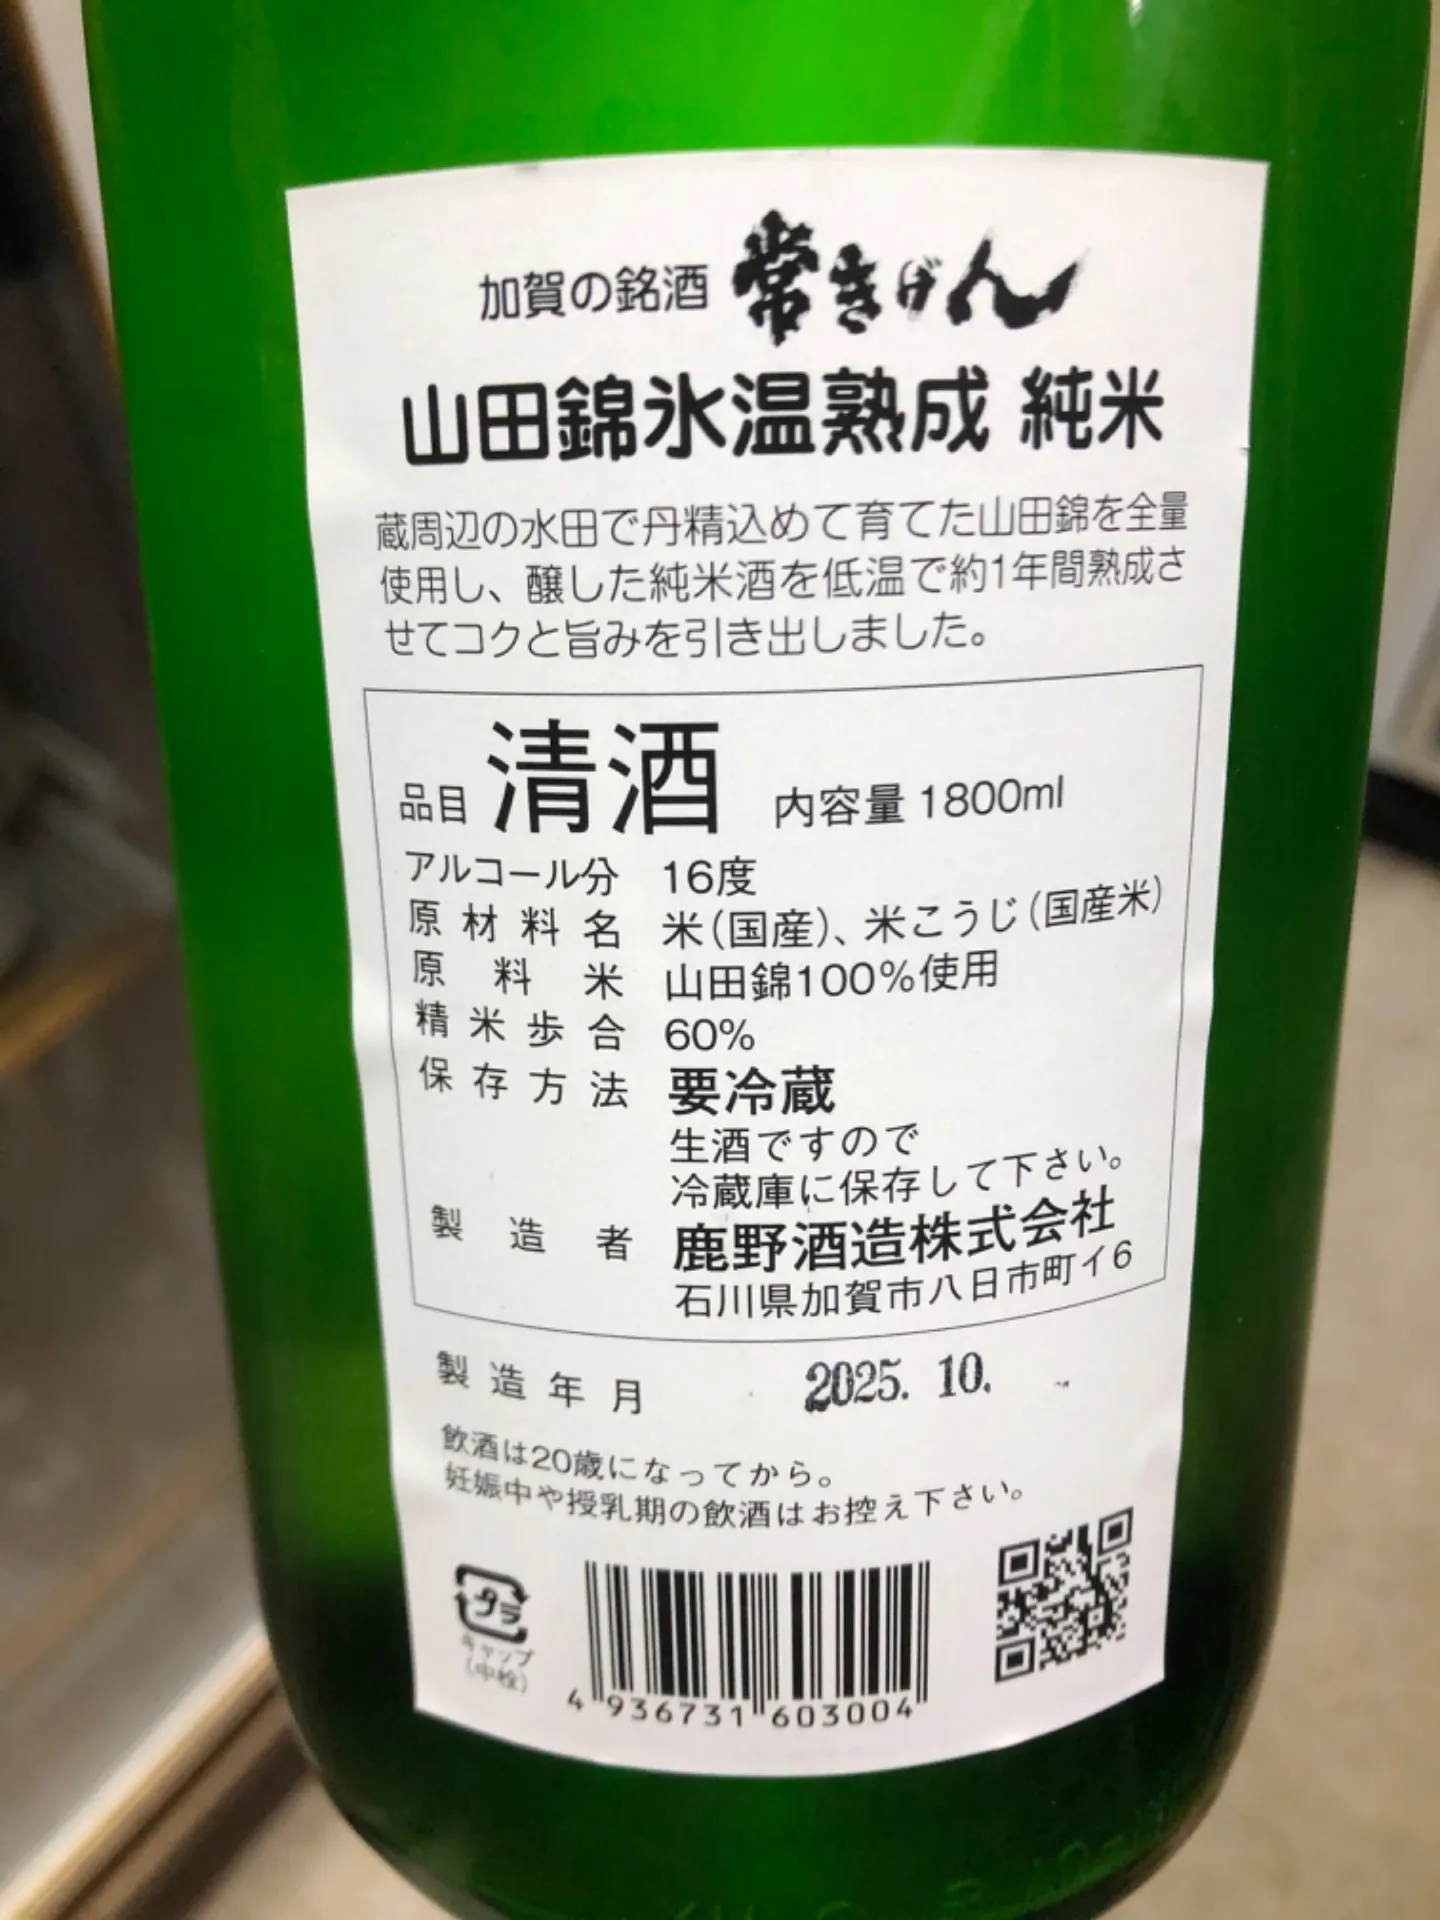 加賀の銘酒 常きげん
山田錦氷温熟成 純米
蔵周辺の水田で丹精込めて育てた山田錦を全量
使用し、醸した純米酒を低温で約1年間熟成さ
せてコクと旨みを引き出しました。
品目 清酒 内容量 1800ml
アルコール分 16度
原材料名 米(国産)、米こうじ(国産米)
原料米 山田錦100%使用
精米歩合 60%
保存方法 要冷蔵
生酒ですので
冷蔵庫に保存して下さい。
製造者 鹿野酒造株式会社
石川県加賀市八日市町イ6
製造年月 2025. 10.
飲酒は20歳になってから。
妊娠中や授乳期の飲酒はお控え下さい。
プラ
キャップ
(中栓)
4 936731 603004